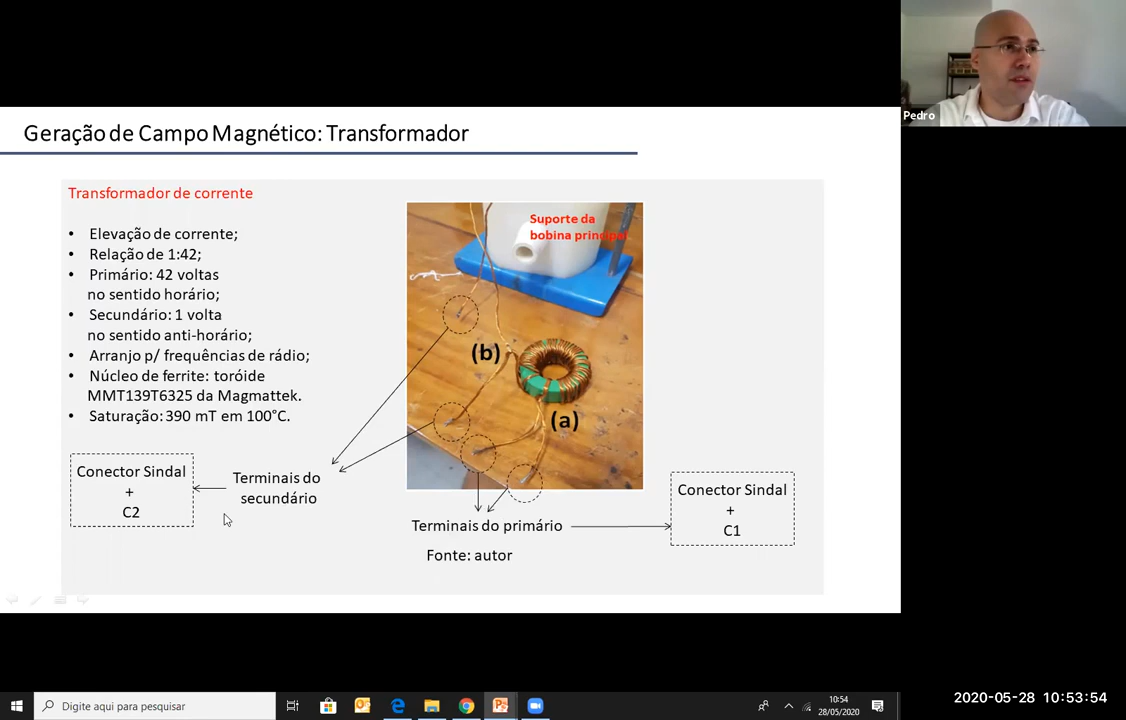 Pedro
Geração de Campo Magnético: Transformador
Transformador de corrente
• Elevação de corrente;
• Relação de 1:42;
• Primário: 42 voltas
no sentido horário;
• Secundário: 1 volta
no sentido anti-horário;
• Arranjo p/ frequências de rádio;
• Núcleo de ferrite: toróide
MMT139T6325 da Magmattek.
• Saturação: 390 mT em 100°C.
Suporte da
bobina principal
(b)
(a)
Conector Sindal
+
C2
Terminais do
secundário
Terminais do primário
Fonte: autor
Conector Sindal
+
C1
Digite aqui para pesquisar
10:54
28/05/2020
2020-05-28 10:53:54